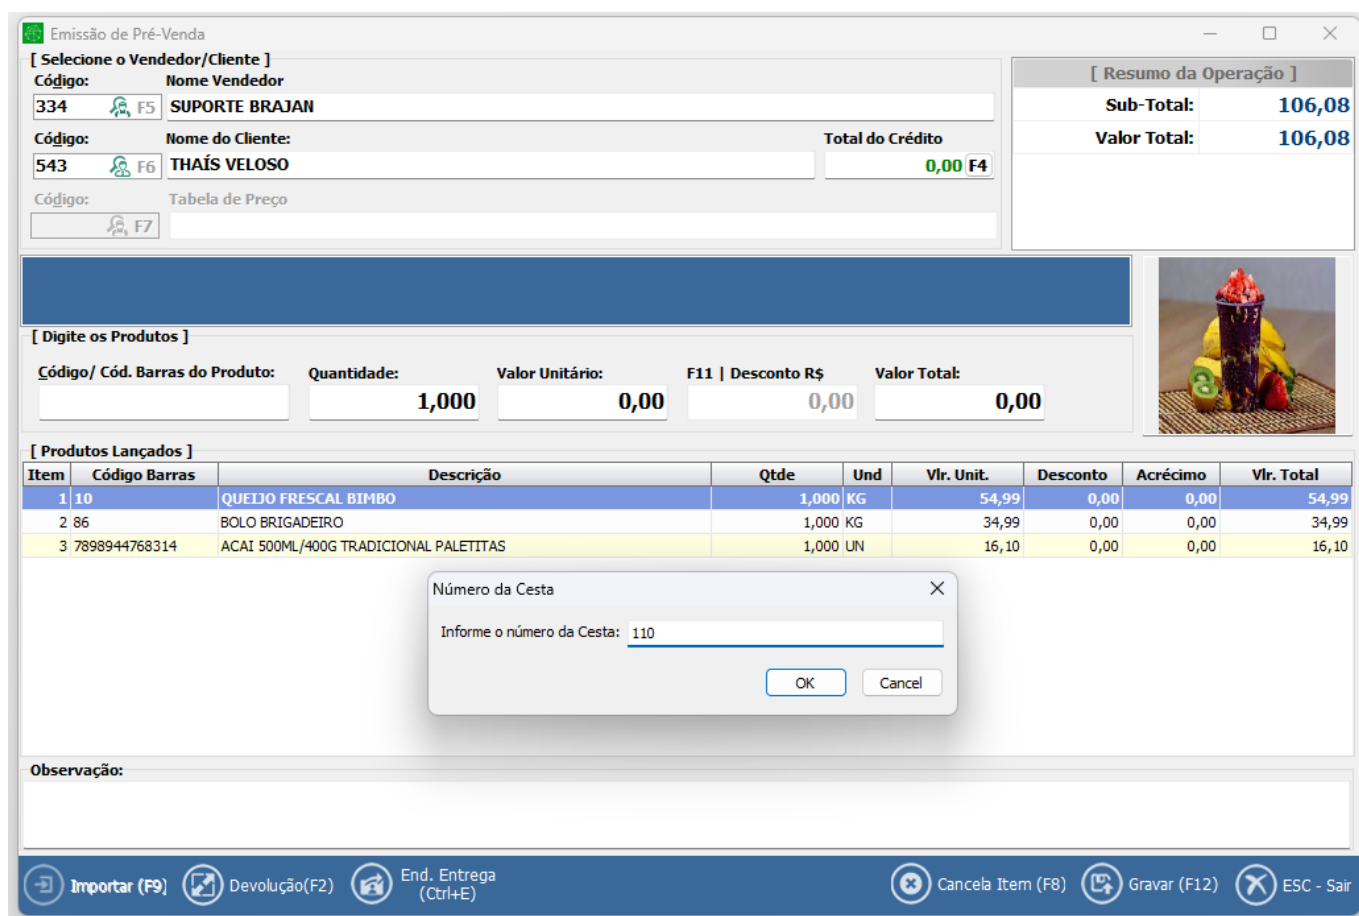 Emissão de Pré-Venda
[ Selecione o Vendedor/Cliente ]
Código: Nome Vendedor
334 F5 SUPORTE BRAJAN
Código: Nome do Cliente: Total do Crédito
543 F6 THAÍS VELOSO 0,00 F4
Código: Tabela de Preço
F7
[ Resumo da Operação ]
Sub-Total: 106,08
Valor Total: 106,08
[ Digite os Produtos ]
Código/ Cód. Barras do Produto: Quantidade: Valor Unitário: F11 | Desconto R$ Valor Total:
1,000 0,00 0,00 0,00
[ Produtos Lançados ]
Item Código Barras Descrição Qtde Und Vlr. Unit. Desconto Acrécimo Vlr. Total
1 10 QUEIJO FRESCAL BIMBO 1,000 KG 54,99 0,00 0,00 54,99
2 86 BOLO BRIGADEIRO 1,000 KG 34,99 0,00 0,00 34,99
3 7898944768314 ACAI 500ML/400G TRADICIONAL PALETITAS 1,000 UN 16,10 0,00 0,00 16,10
Número da Cesta
Informe o número da Cesta: 110
OK Cancel
Observação:
Importar (F9) Devolução(F2) End. Entrega
(Ctrl+E)
Cancela Item (F8) Gravar (F12) ESC - Sair